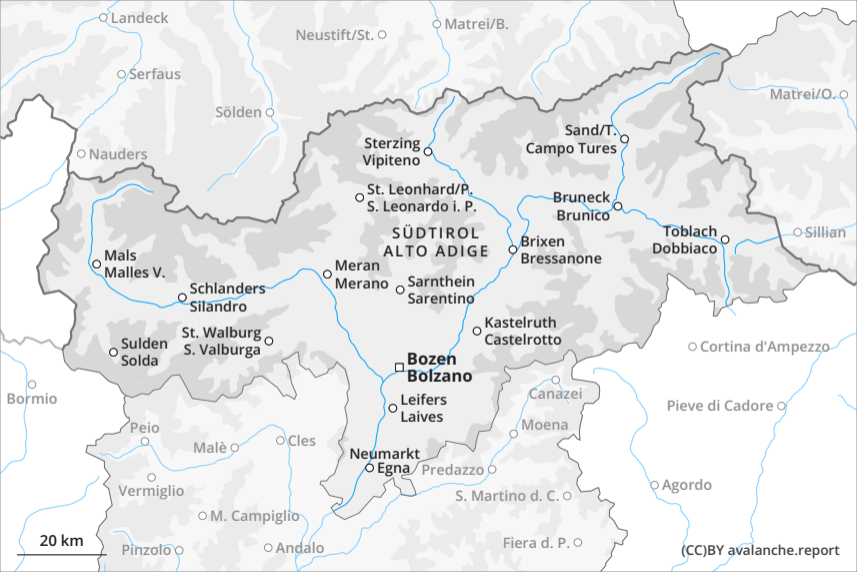 Landeck
Matrei/B.
Neustift/St.
Serfaus
Matrei/O.
Sölden
Sand/T.
Campo Tures
Sterzing
Vipiteno
Nauders
St. Leonhard/P.
S. Leonardo i. P.
Bruneck
Brunico
SÜDTIROL
ALTO ADIGE
Toblach
Dobbiaco
Sillian
Brixen
Bressanone
Mals
Malles V.
Meran
Merano
Sarnthein
Sarentino
Schlanders
Silandro
Kastelruth
Castelrotto
St. Walburg
S. Valburga
Sulden
Solda
Cortina d'Ampezzo
Bozen
Bolzano
Bormio
Canazei
Leifers
Laives
Pieve di Cadore
Peio
Moena
Malè
Cles
Neumarkt
Egna
Predazzo
Vermiglio
Agordo
S. Martino d. C.
M. Campiglio
20 km
Pinzolo
Andalo
Fiera d. P.
(CC)BY avalanche.report